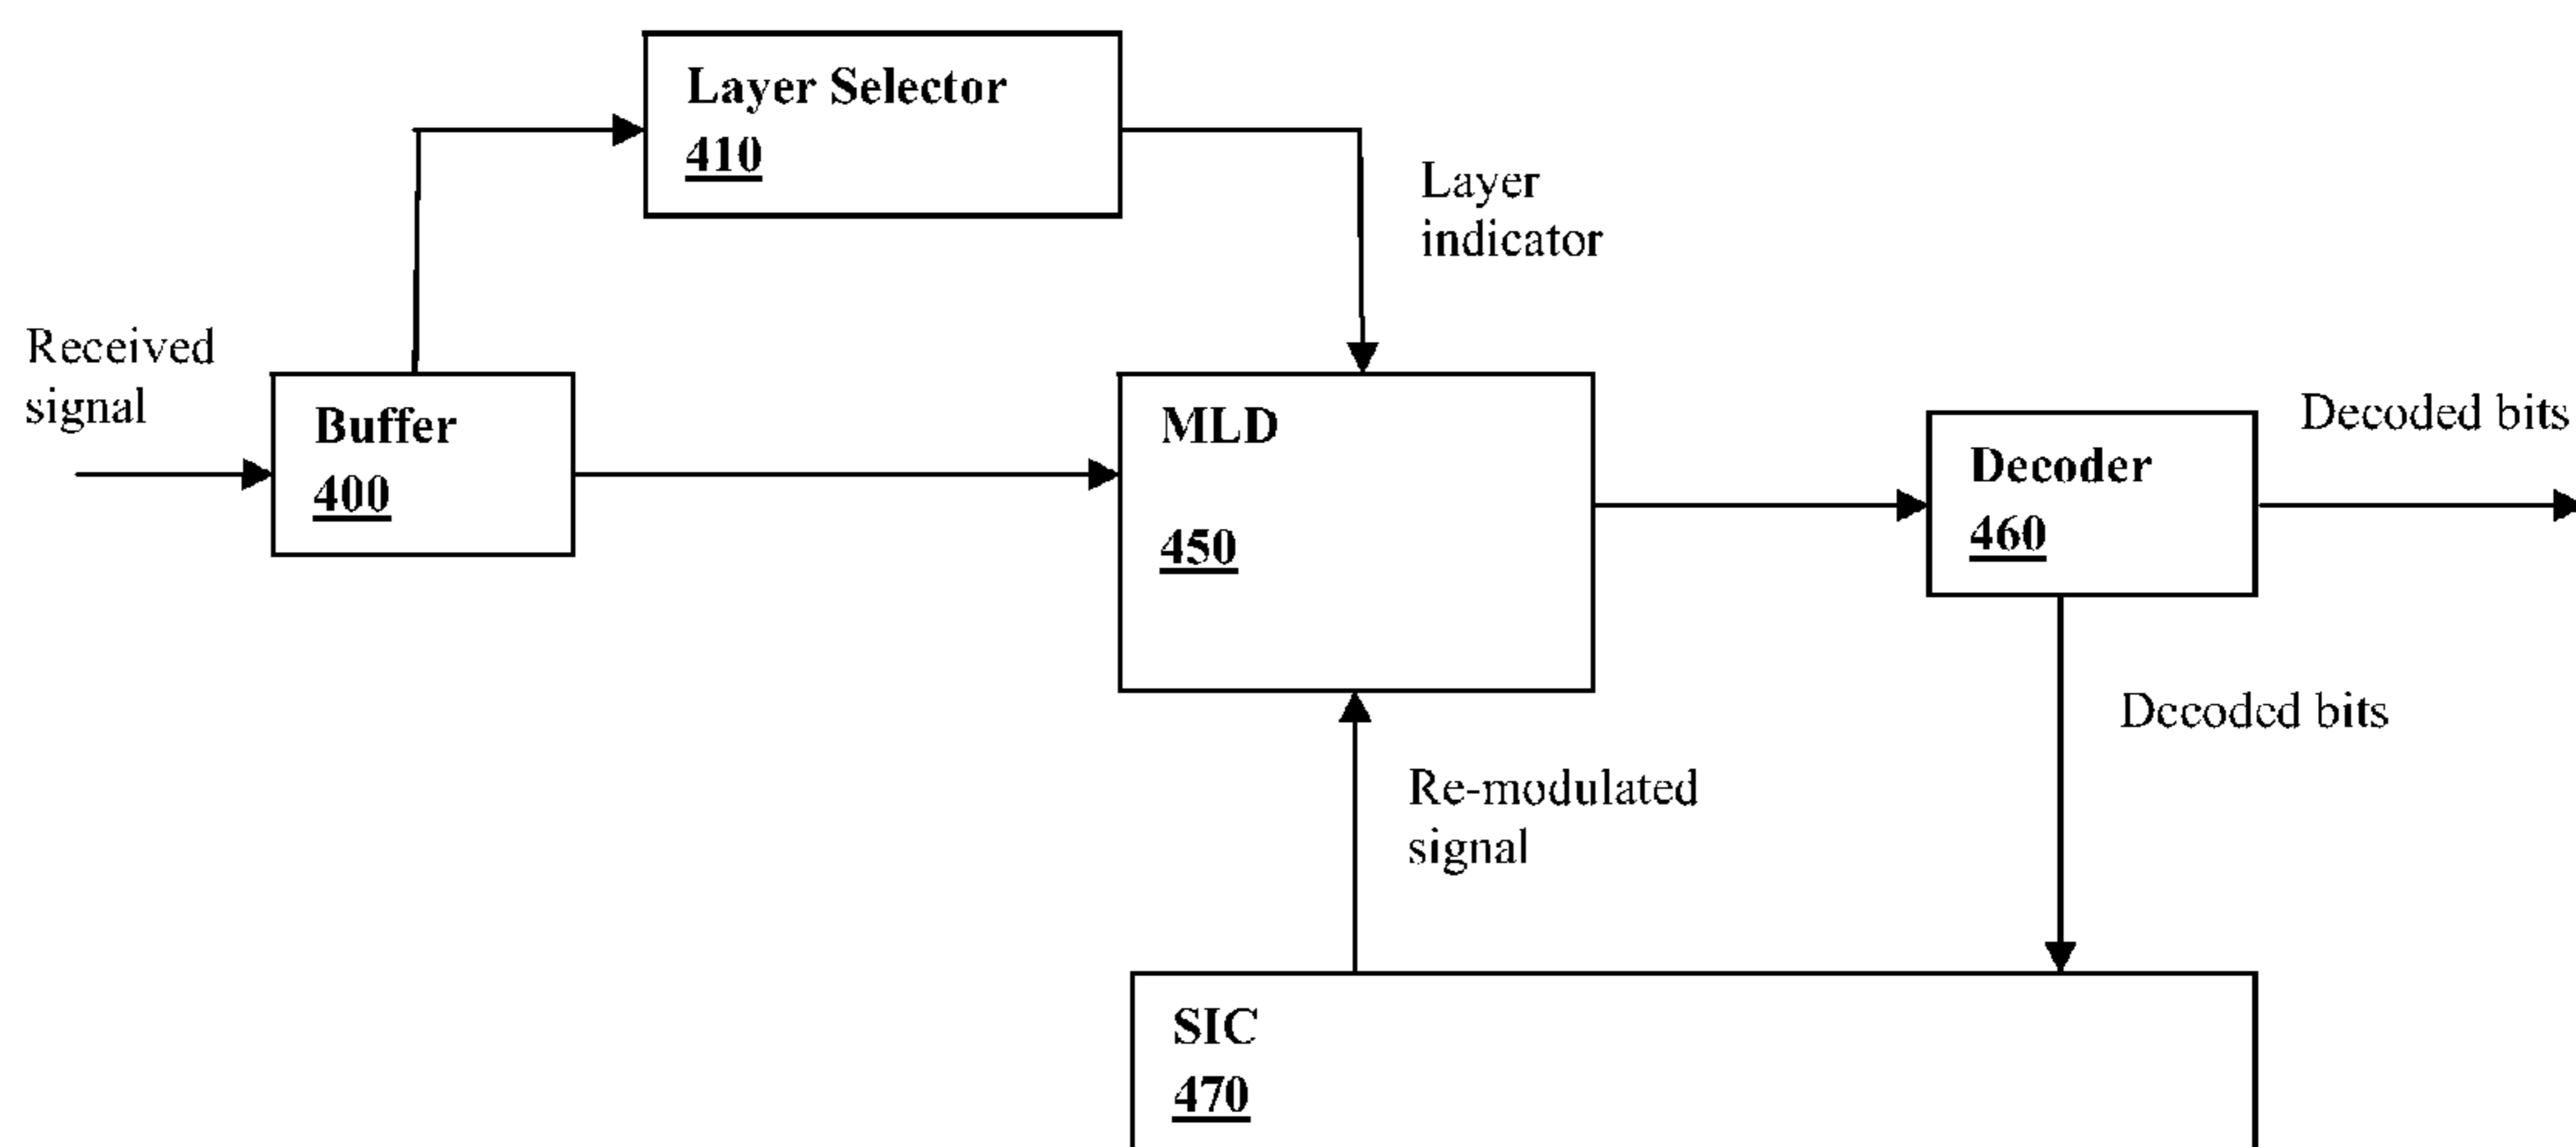 Layer Selector
410
Layer
indicator
Received
signal
Buffer
400
MLD
450
Decoder
460
Decoded bits
Decoded bits
Re-modulated
signal
SIC
470